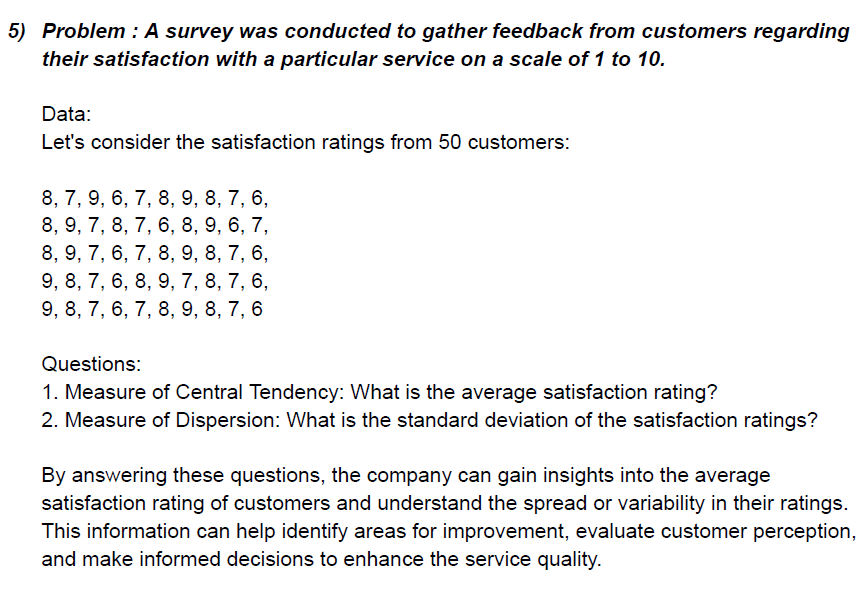 5) Problem : A survey was conducted to gather feedback from customers regarding
their satisfaction with a particular service on a scale of 1 to 10.
Data:
Let's consider the satisfaction ratings from 50 customers:
8, 7, 9, 6, 7, 8, 9, 8, 7, 6,
8, 9, 7, 8, 7, 6, 8, 9, 6, 7,
8, 9, 7, 6, 7, 8, 9, 8, 7, 6,
9, 8, 7, 6, 8, 9, 7, 8, 7, 6,
9, 8, 7, 6, 7, 8, 9, 8, 7, 6
Questions:
1. Measure of Central Tendency: What is the average satisfaction rating?
2. Measure of Dispersion: What is the standard deviation of the satisfaction ratings?
By answering these questions, the company can gain insights into the average
satisfaction rating of customers and understand the spread or variability in their ratings.
This information can help identify areas for improvement, evaluate customer perception,
and make informed decisions to enhance the service quality.